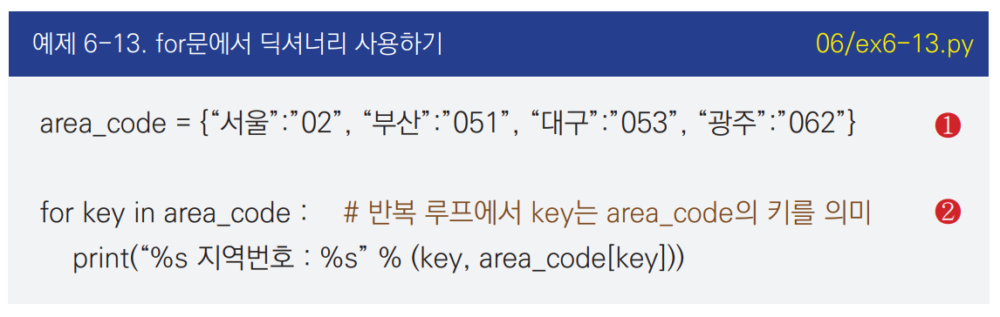 예제 6-13. for문에서 딕셔너리 사용하기 06/ex6-13.py
area_code = {“서울”:”02”, “부산”:”051”, “대구”:”053”, “광주”:”062”} ❶
for key in area_code : # 반복 루프에서 key는 area_code의 키를 의미 ❷
print(“%s 지역번호 : %s” % (key, area_code[key]))